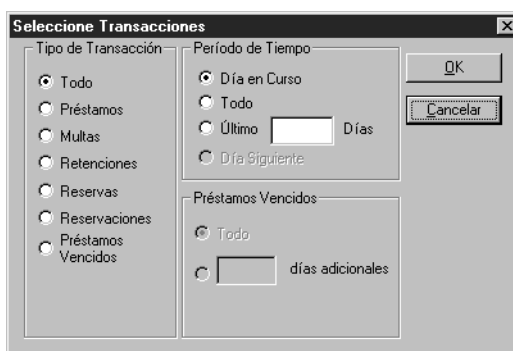 Seleccione Transacciones
Tipo de Transacción
Todo
Préstamos
Multas
Retenciones
Reservas
Reservaciones
Préstamos
Vencidos
Período de Tiempo
Día en Curso
Todo
Último Días
Día Siguiente
Préstamos Vencidos
Todo
días adicionales
OK
Cancelar